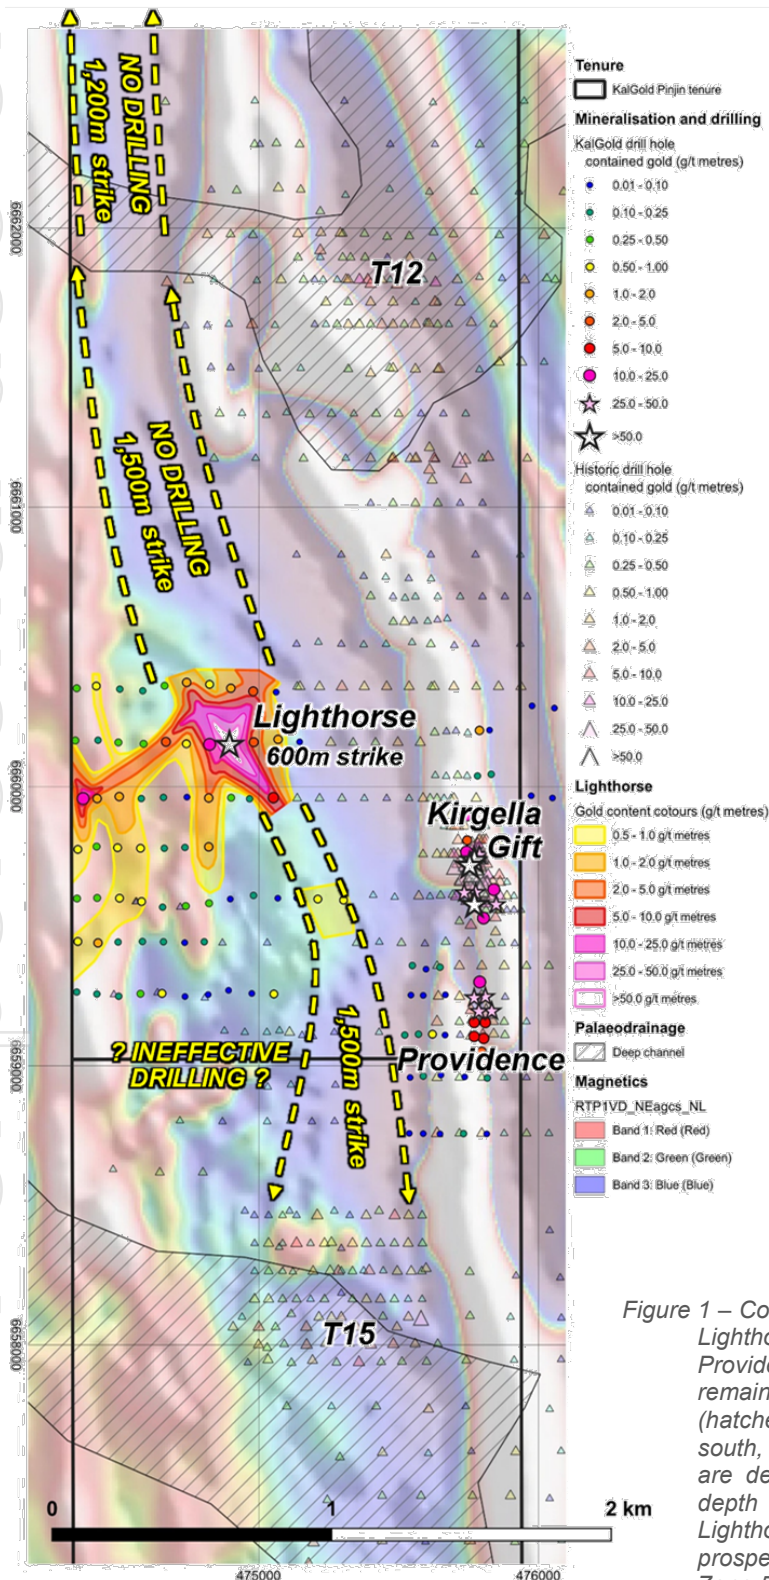 1,200m strike
NO DRILLING
6662000
T12
NO DRILLING
1,500m strike
6661000
Lighthorse
600m strike
6660000
Kirgella
Gift
1,500m strike
? INEFFECTIVE
DRILLING ?
Providence
6659000
T15
6658000
0 1 2 km
475000 476000
Tenure
KalGold Pinjin tenure
Mineralisation and drilling
KalGold drill hole
contained gold (g/t metres)
0.01 - 0.10
0.10 - 0.25
0.25 - 0.50
0.50 - 1.00
1.0 - 2.0
2.0 - 5.0
5.0 - 10.0
10.0 - 25.0
25.0 - 50.0
>50.0
Historic drill hole
contained gold (g/t metres)
0.01 - 0.10
0.10 - 0.25
0.25 - 0.50
0.50 - 1.00
1.0 - 2.0
2.0 - 5.0
5.0 - 10.0
10.0 - 25.0
25.0 - 50.0
>50.0
Lighthorse
Gold content cotours (g/t metres)
0.5 - 1.0 g/t metres
1.0 - 2.0 g/t metres
2.0 - 5.0 g/t metres
5.0 - 10.0 g/t metres
10.0 - 25.0 g/t metres
25.0 - 50.0 g/t metres
>50.0 g/t metres
Palaeodrainage
Deep channel
Magnetics
RTP1VD_NEagcs_NL
Band 1: Red (Red)
Band 2: Green (Green)
Band 3: Blue (Blue)
Figure 1 – Co
Lightho
Provide
remain
(hatche
south,
are de
depth
Lightho
prospe